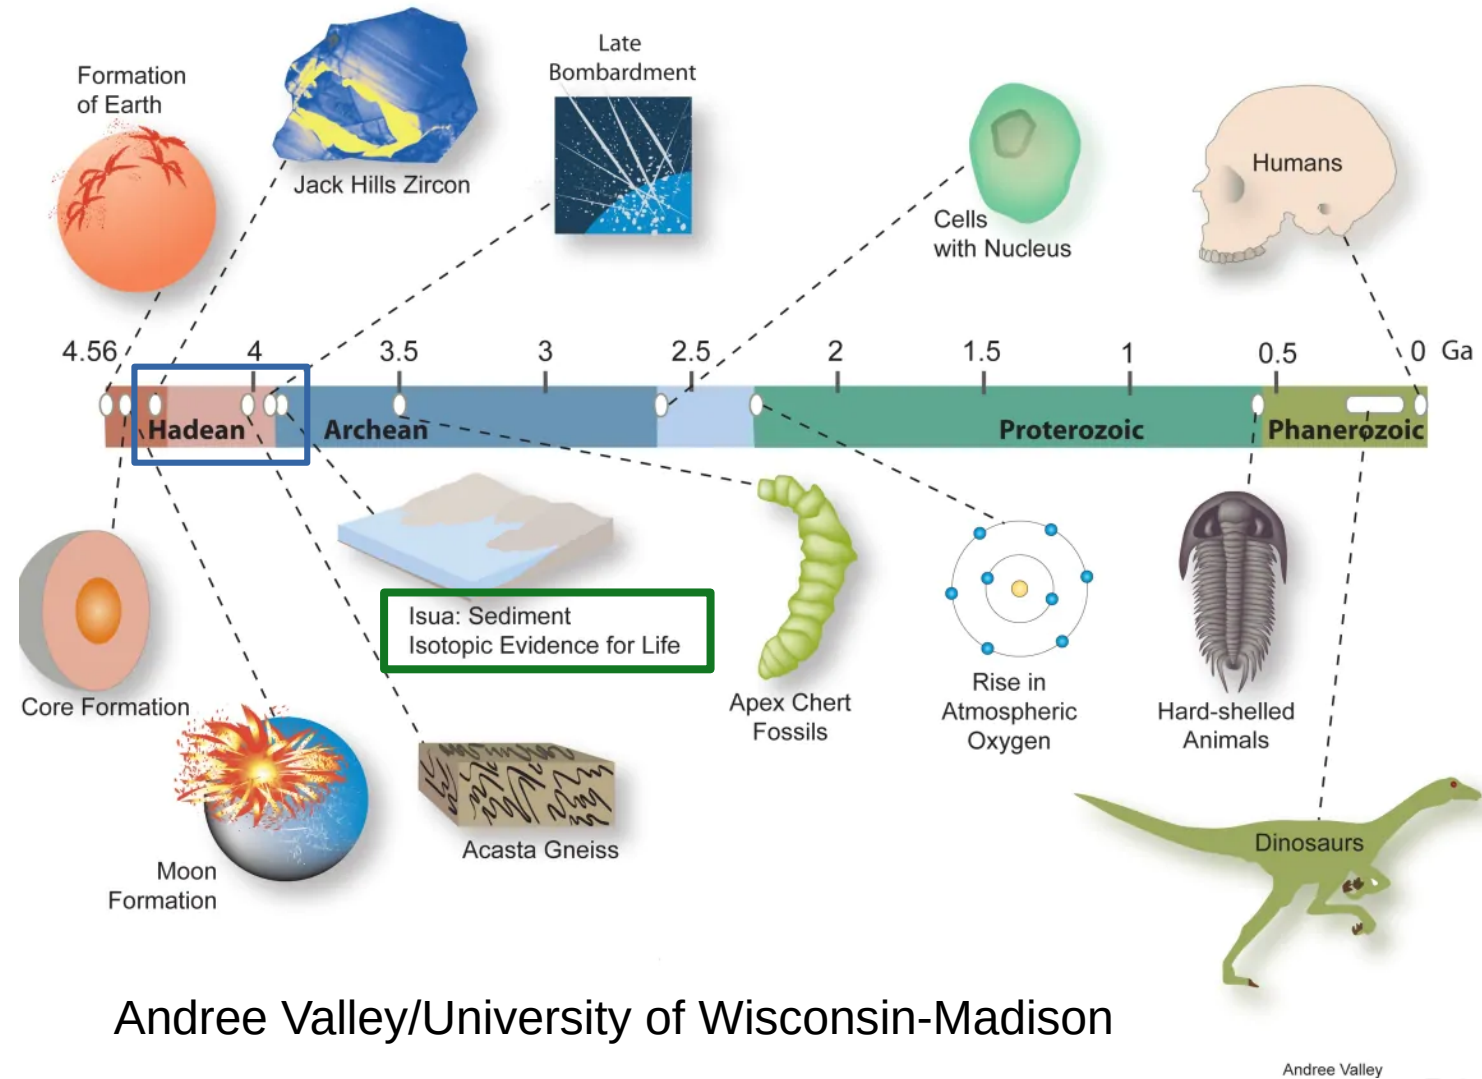 Formation
of Earth
Jack Hills Zircon
Late
Bombardment
Cells
with Nucleus
Humans
4.56 4 3.5 3 2.5 2 1.5 1 0.5 0 Ga
Hadean Archean Proterozoic Phanerozoic
Core Formation
Moon
Formation
Isua: Sediment
Isotopic Evidence for Life
Acasta Gneiss
Apex Chert
Fossils
Rise in
Atmospheric
Oxygen
Hard-shelled
Animals
Dinosaurs
Andree Valley/University of Wisconsin-Madison
Andree Valley